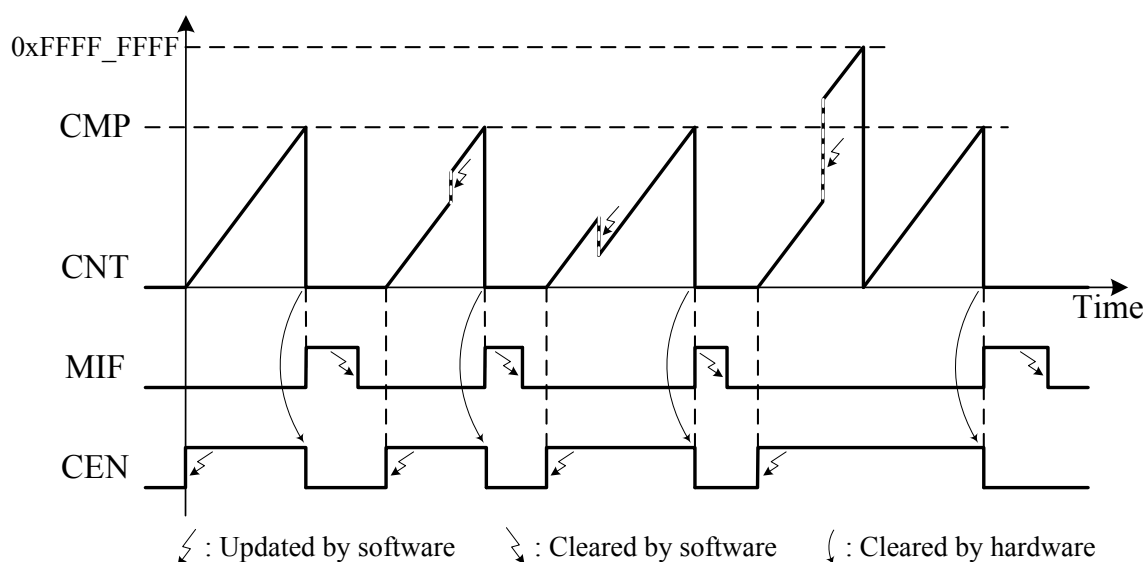 0xFFFF_FFFF
CMP
CNT
Time
MIF
CEN
: Updated by software : Cleared by software : Cleared by hardware